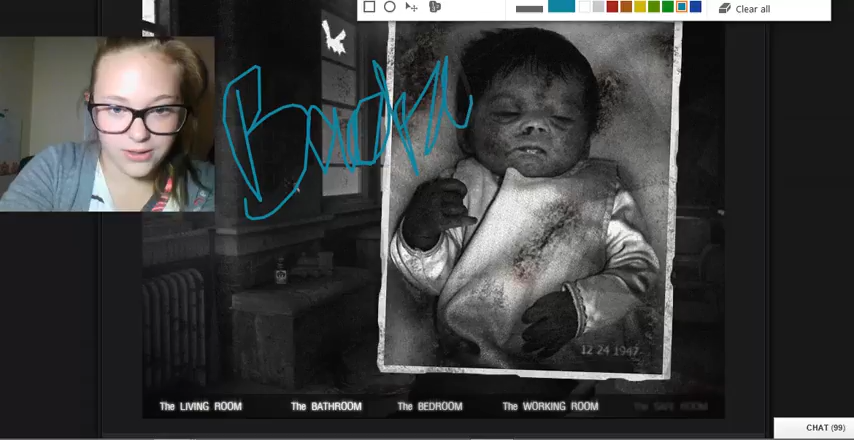 Clear all
12 24 1947
The LIVING ROOM
The BATHROOM
The BEDROOM
The WORKING ROOM
CHAT (99)